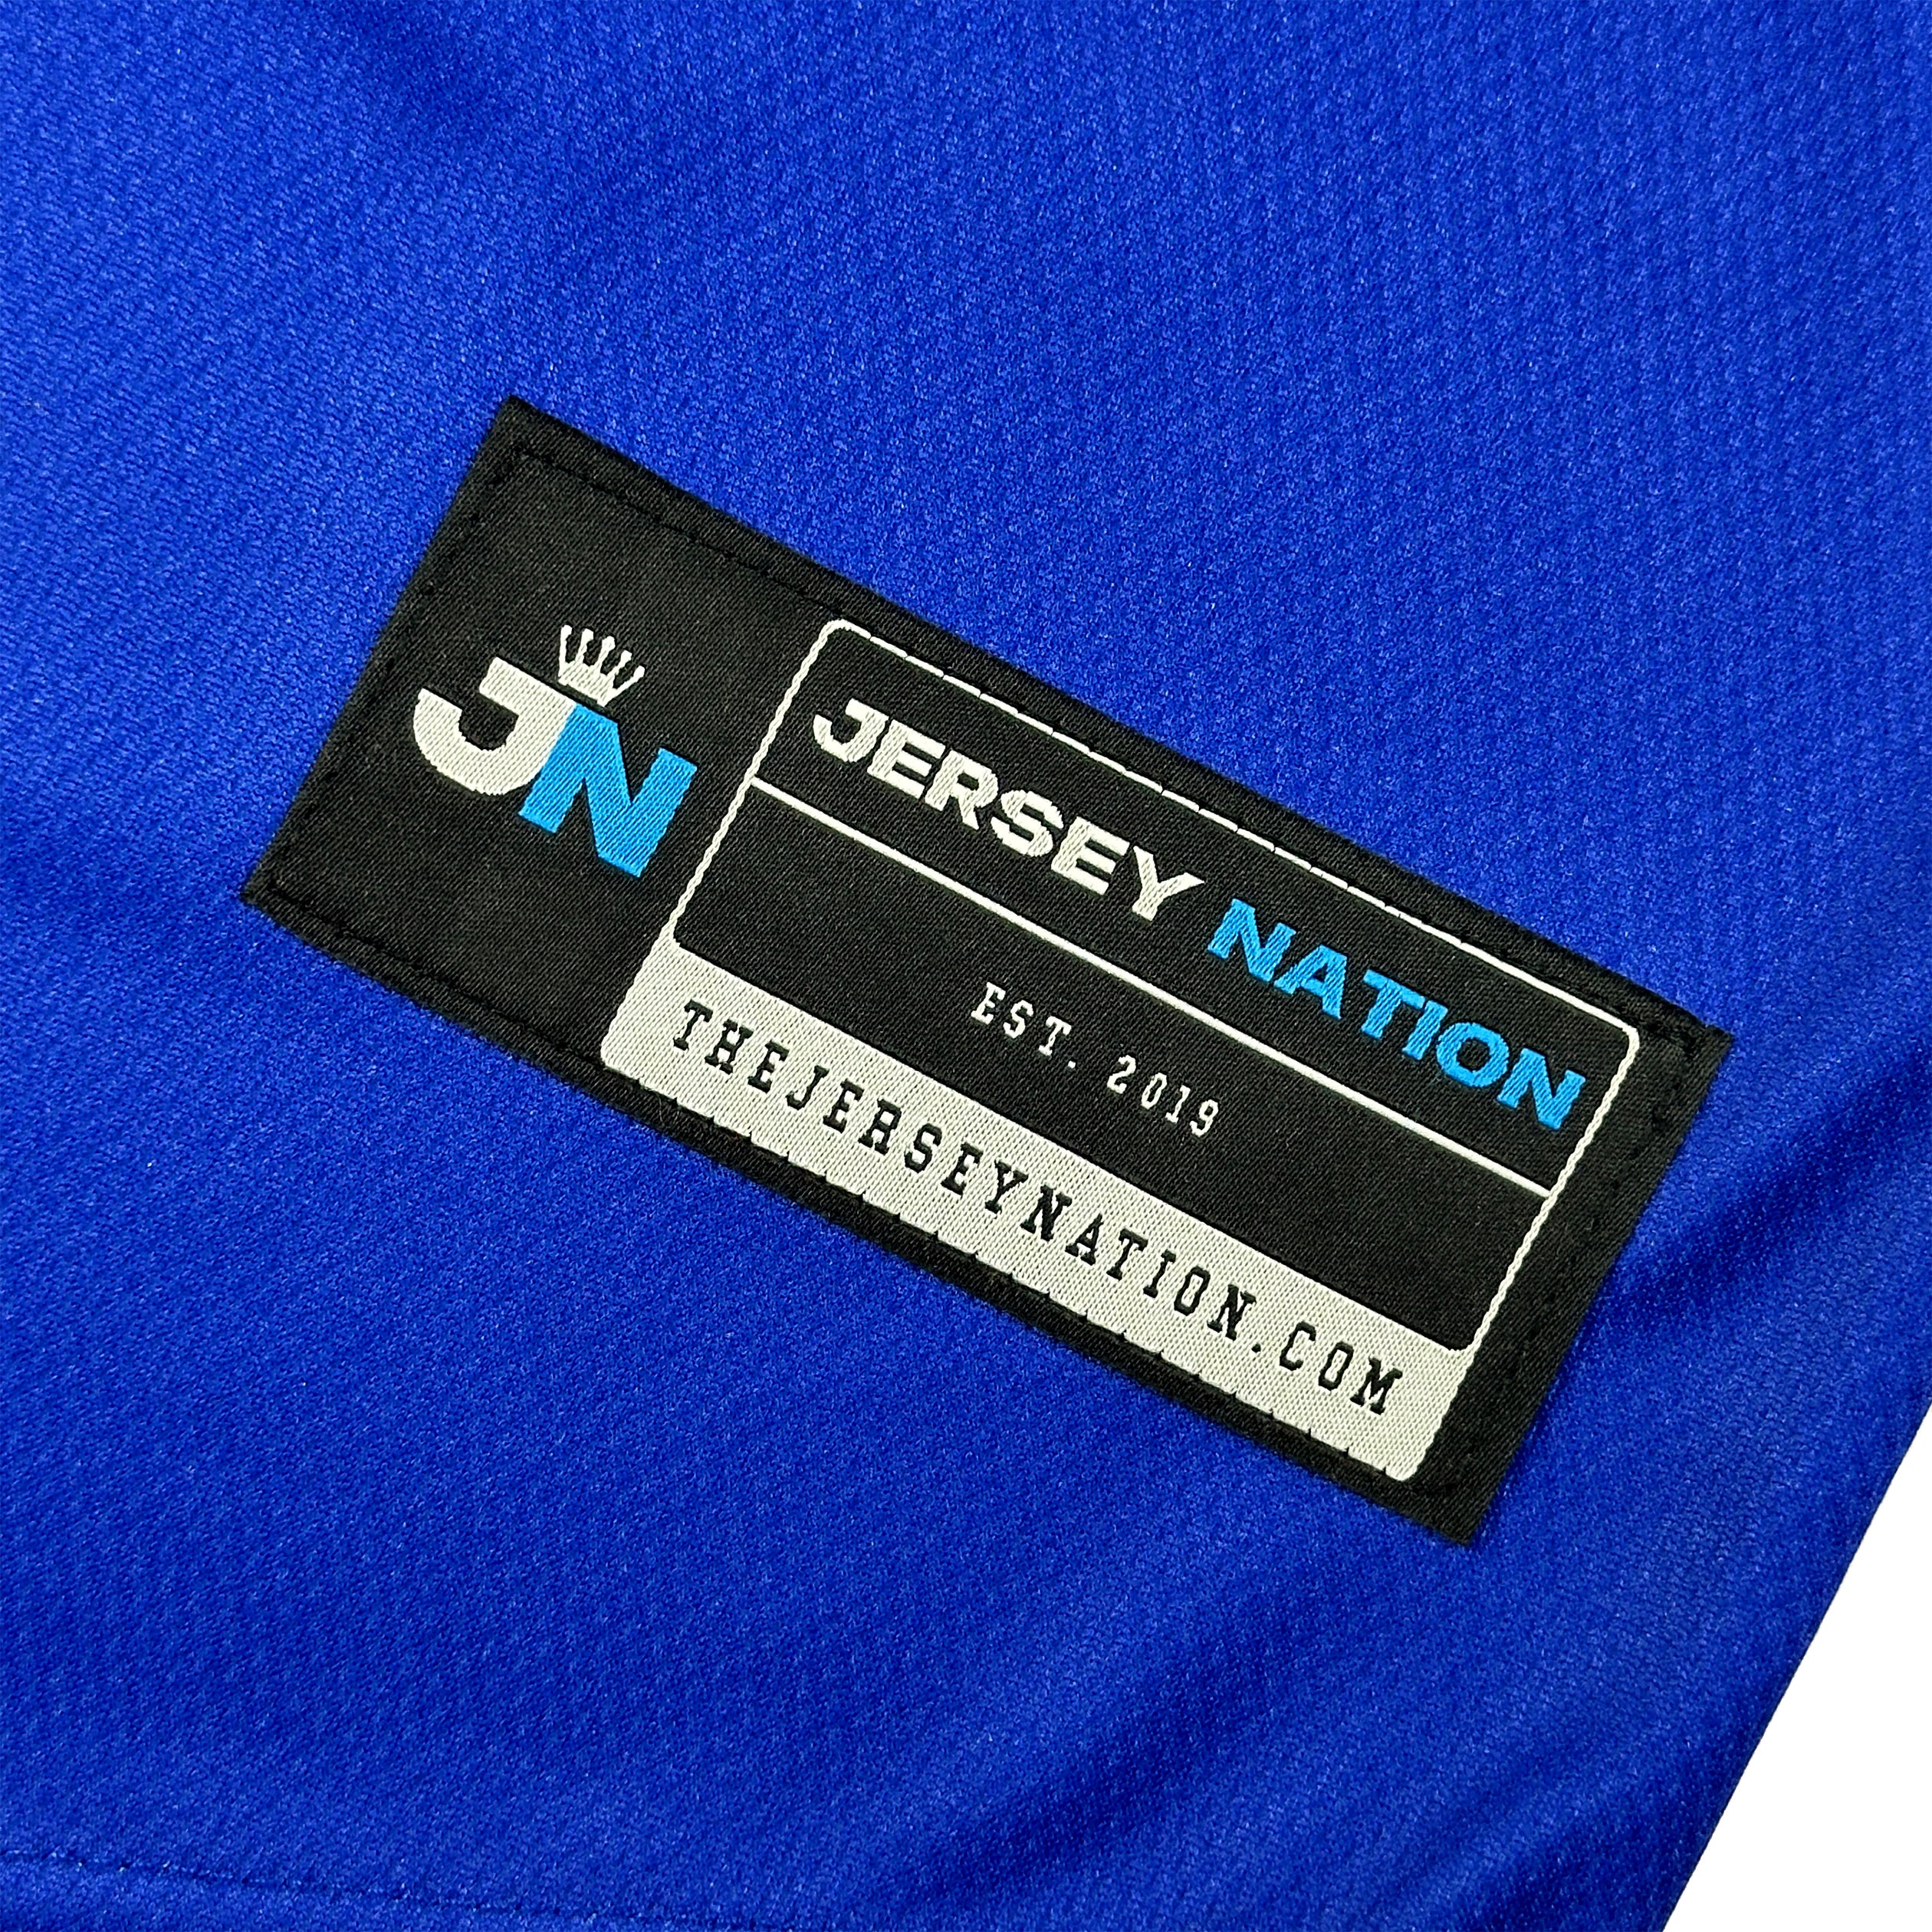 JN
JERSEY NATION
EST. 2019
THEJERSEYNATION.COM